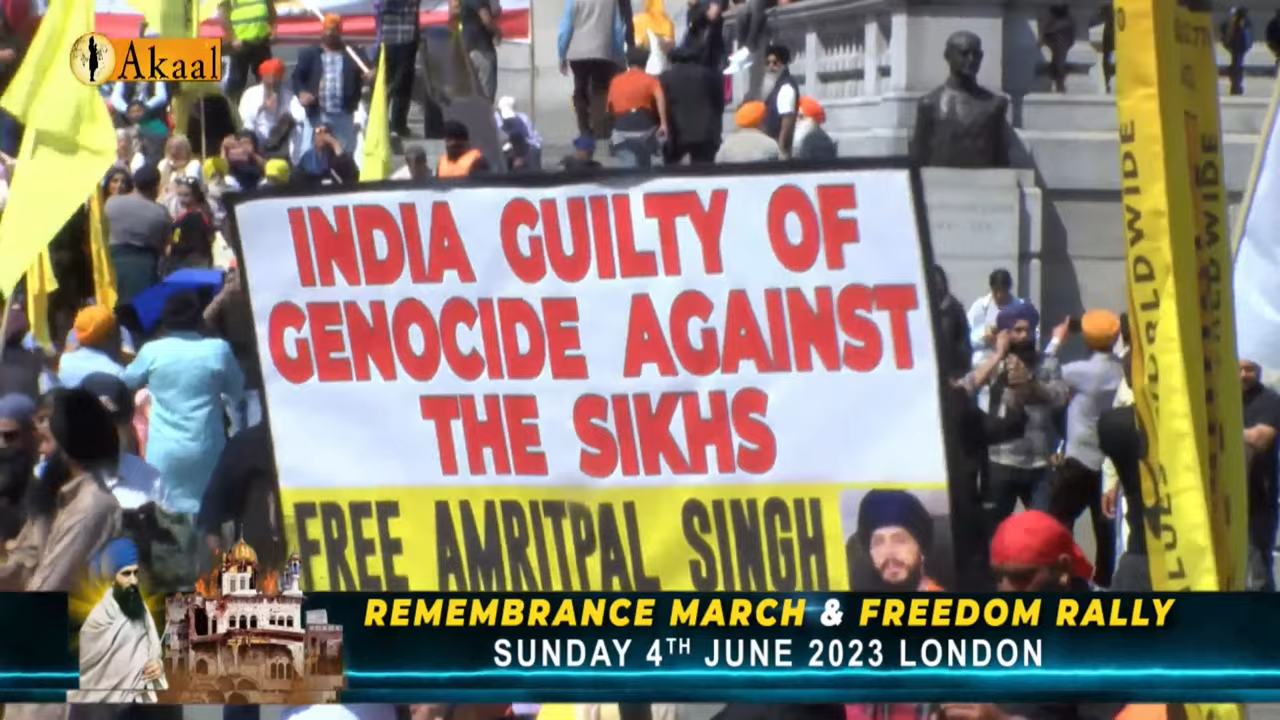 Akaal
INDIA GUILTY OF
GENOCIDE AGAINST
THE SIKHS
FREE AMRITPAL SINGH
WORLDWIDE
REMEMBRANCE MARCH & FREEDOM RALLY
SUNDAY 4TH JUNE 2023 LONDON